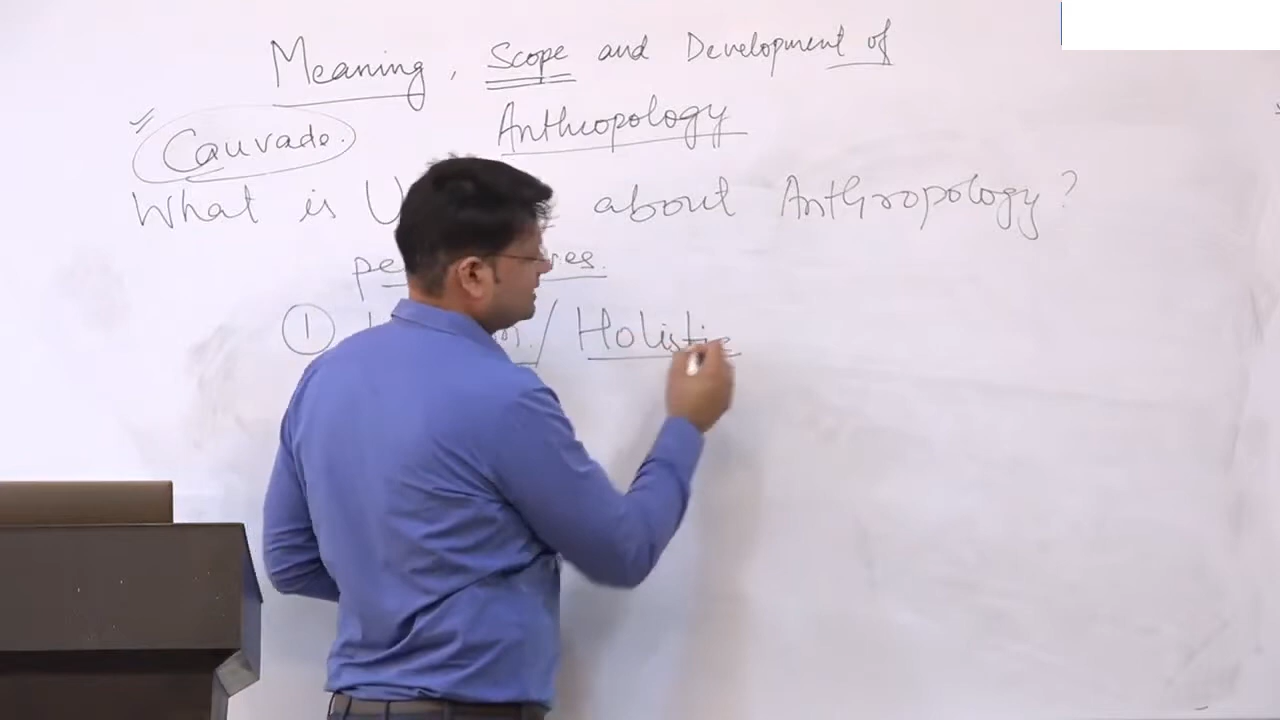 Meaning, Scope and Development of
Anthropology
Cauvade.
What is about Anthropology?
① / Holistic